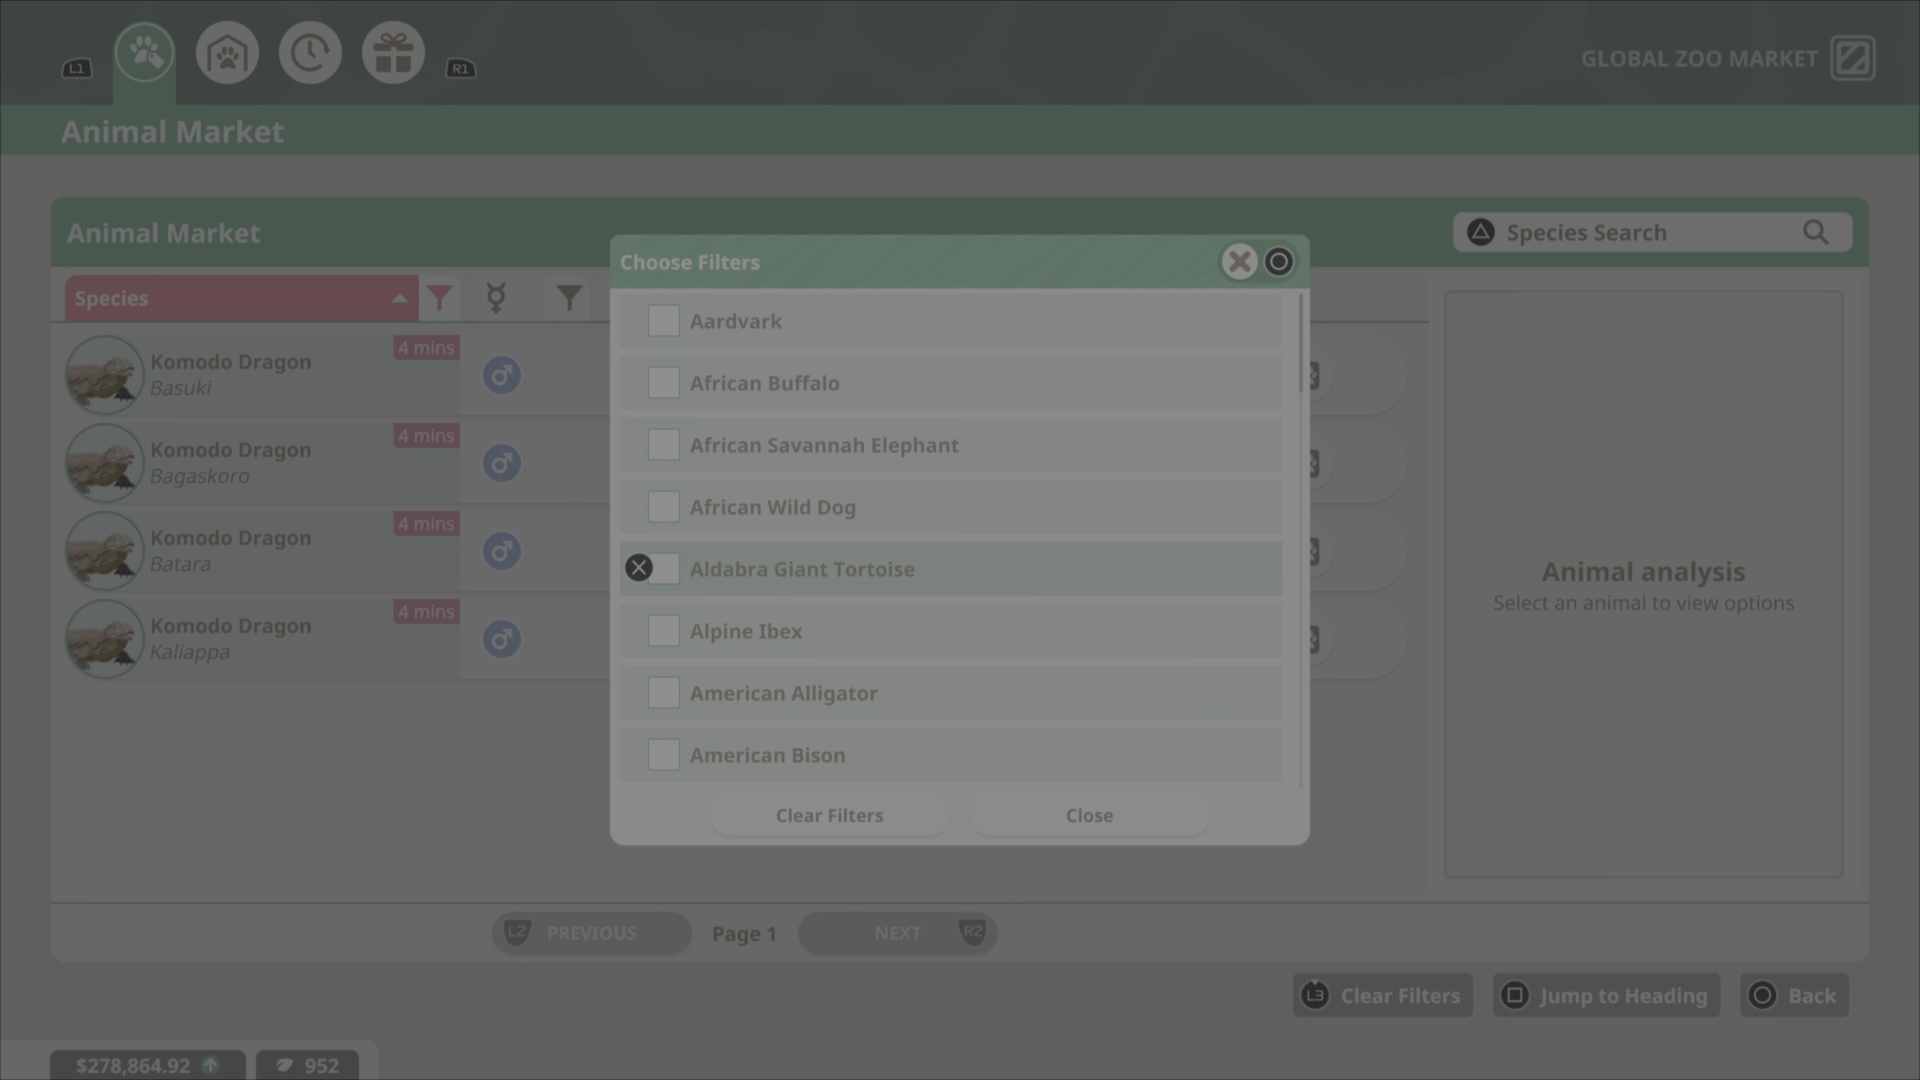 L1
R1
GLOBAL ZOO MARKET
Animal Market
Animal Market
Species Search
Choose Filters
Species
Aardvark
4 mins
Komodo Dragon
Basuki
African Buffalo
4 mins
Komodo Dragon
Bagaskoro
African Savannah Elephant
African Wild Dog
4 mins
Komodo Dragon
Batara
Aldabra Giant Tortoise
Animal analysis
Select an animal to view options
4 mins
Komodo Dragon
Kaliappa
Alpine Ibex
American Alligator
American Bison
Clear Filters
Close
L2 PREVIOUS
Page 1
NEXT R2
L3 Clear Filters
Jump to Heading
Back
$278,864.92
952